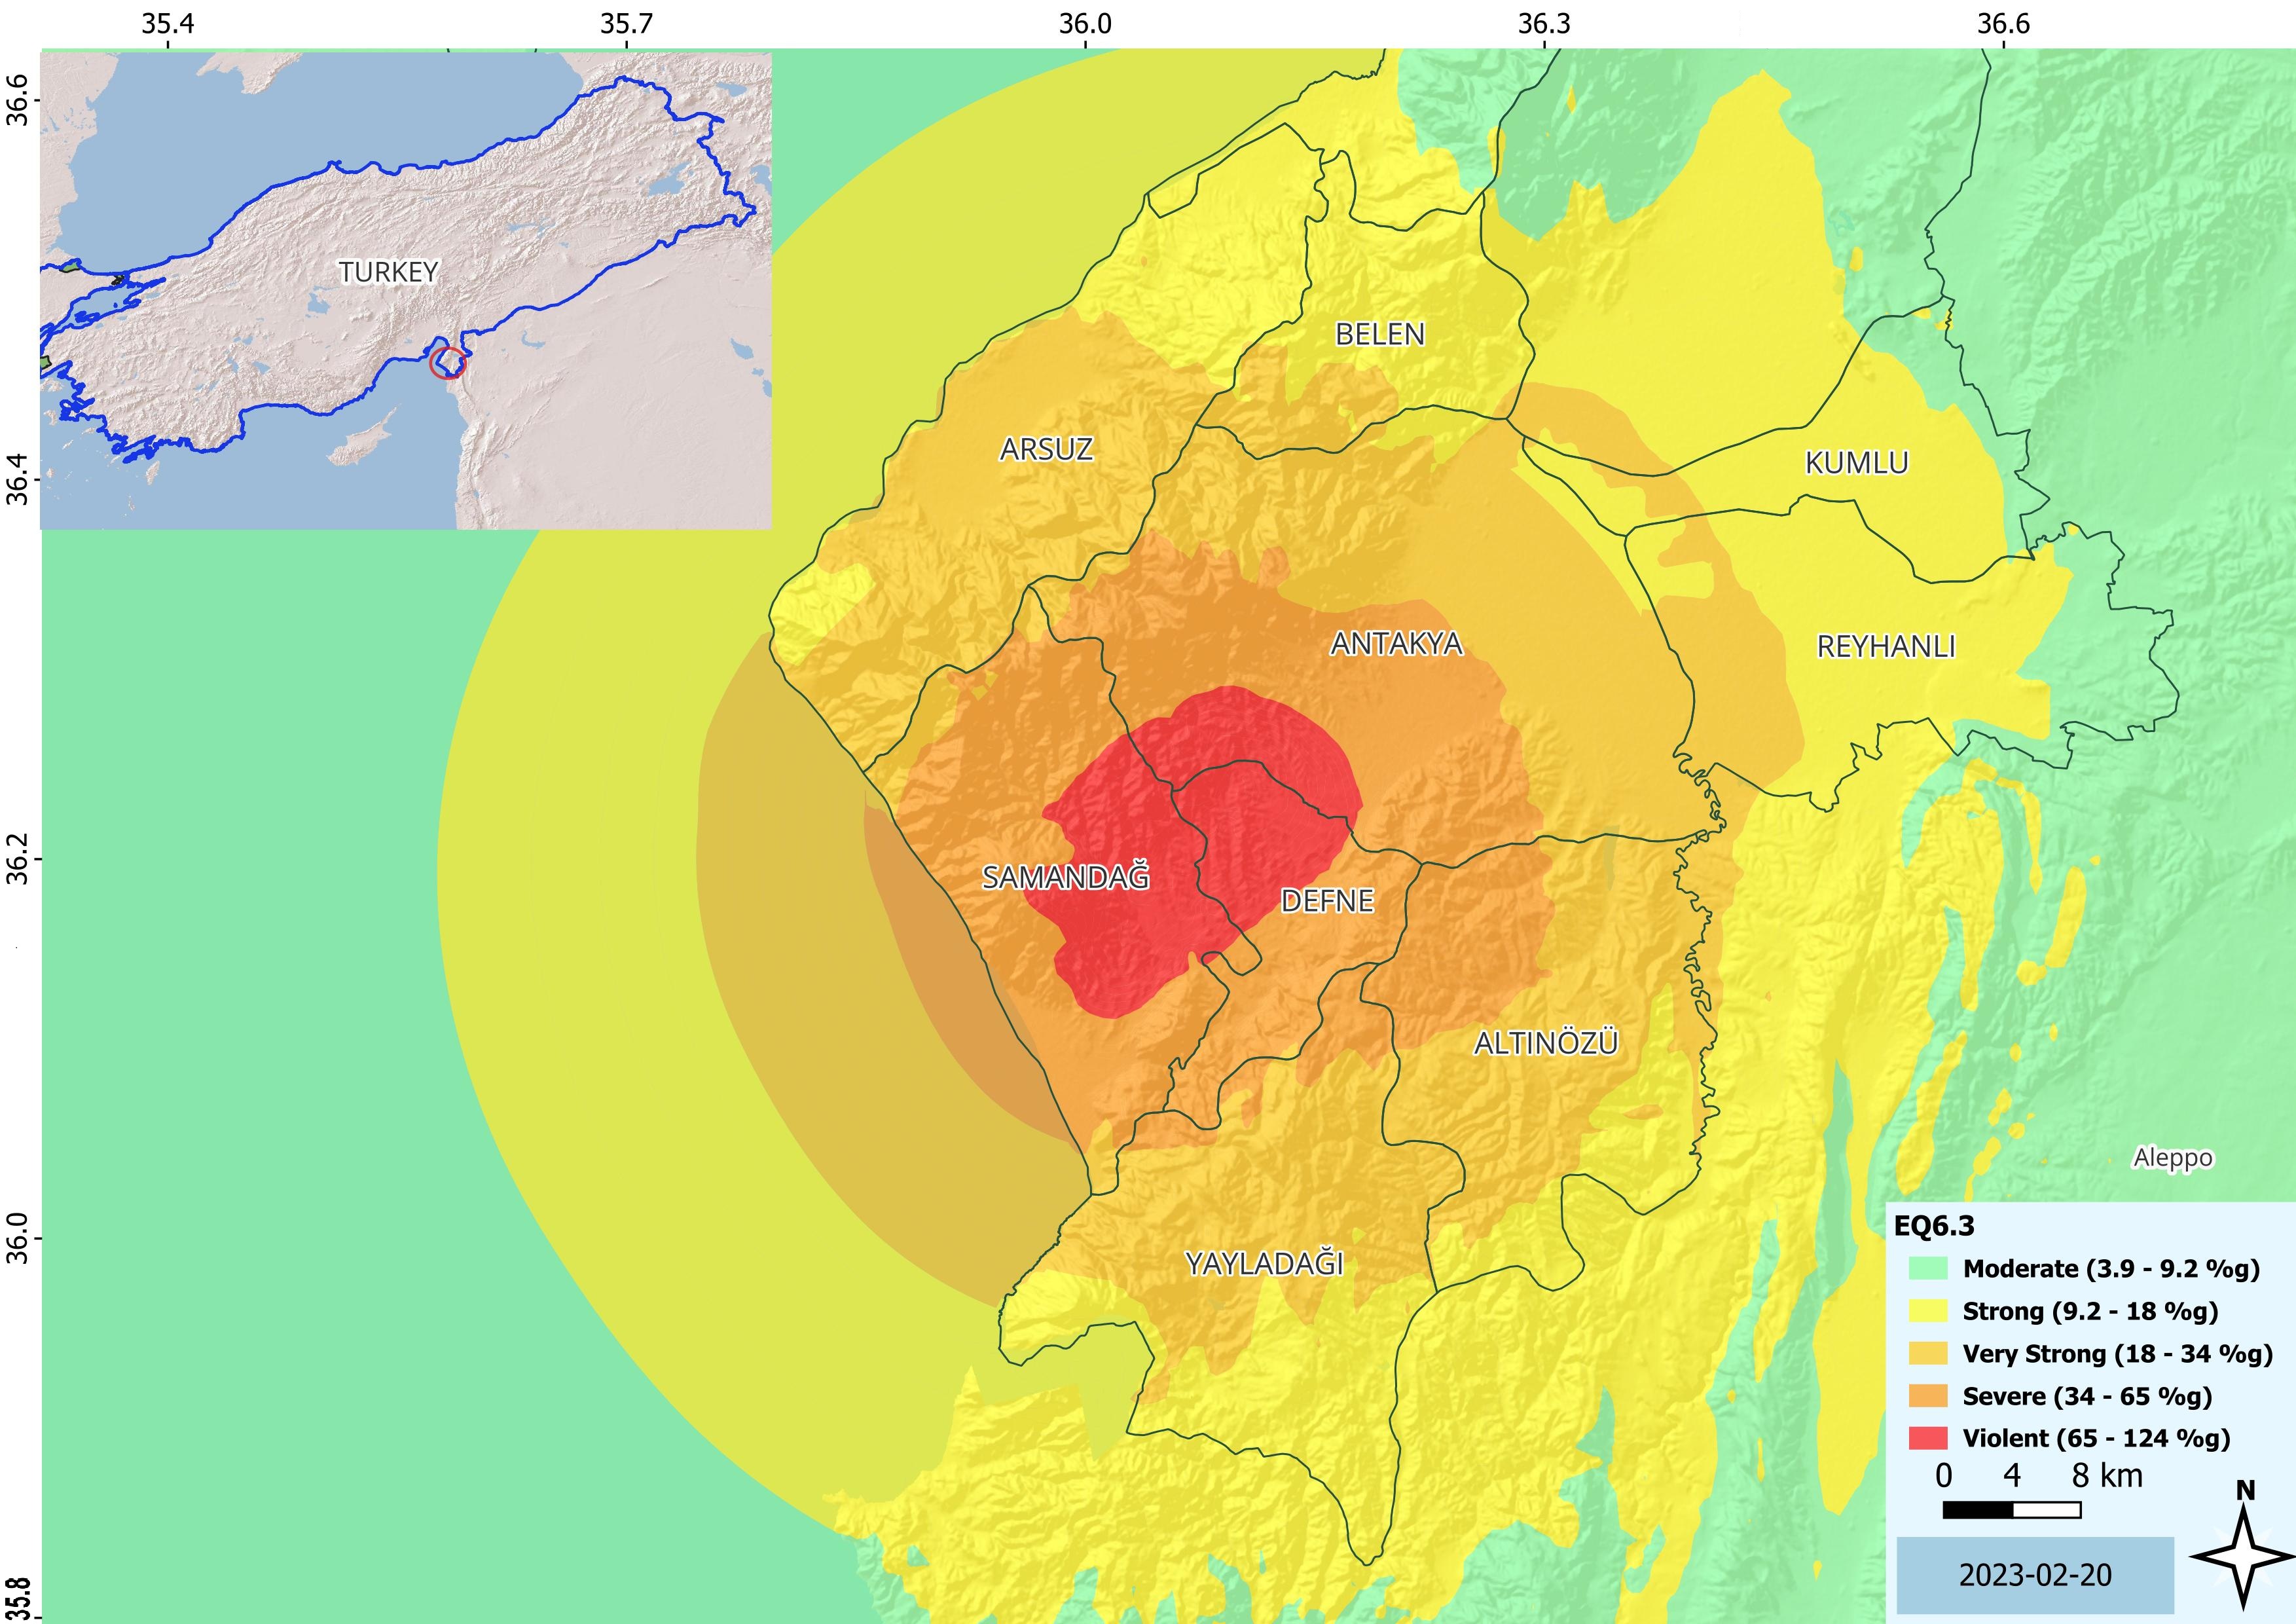 35.4 35.7 36.0 36.3 36.6
36.6
36.4
36.2
36.0
35.8
TURKEY
BELEN
ARSUZ
KUMLU
ANTAKYA
REYHANLI
SAMANDAĞ
DEFNE
ALTINÖZÜ
Aleppo
YAYLADAĞI
EQ6.3
Moderate (3.9 - 9.2 %g)
Strong (9.2 - 18 %g)
Very Strong (18 - 34 %g)
Severe (34 - 65 %g)
Violent (65 - 124 %g)
0 4 8 km
N
2023-02-20